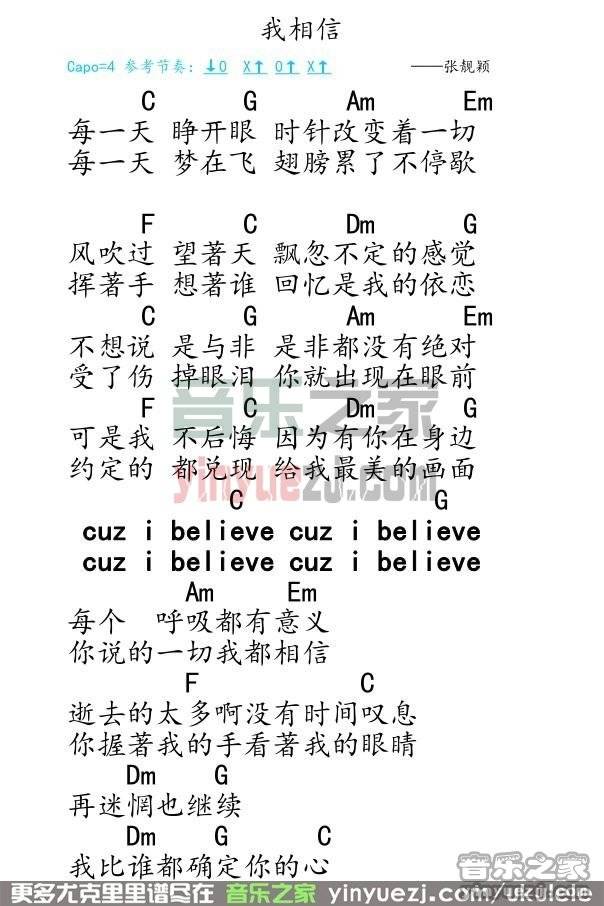 我相信
Capo=4 参考节奏: ↓O X↑ O↑ X↑ ——张靓颖
C G Am Em
每一天 睁开眼 时针改变着一切
每一天 梦在飞 翅膀累了不停歇
F C Dm G
风吹过 望著天 飘忽不定的感觉
挥著手 想著谁 回忆是我的依恋
C G Am Em
不想说 是与非 是非都没有绝对
受了伤 掉眼泪 你就出现在眼前
F C Dm G
可是我 不后悔 因为有你在身边
约定的 都兑现 给我最美的画面
音乐之家
yinyuezj.com
C G
cuz i believe cuz i believe
cuz i believe cuz i believe
Am Em
每个 呼吸都有意义
你说的一切我都相信
F C
逝去的太多啊没有时间叹息
你握著我的手看著我的眼睛
Dm G
再迷惘也继续
Dm G C
我比谁都确定你的心
音乐之家
更多尤克里里谱尽在 音乐之家 yinyuezj.com/ukulele